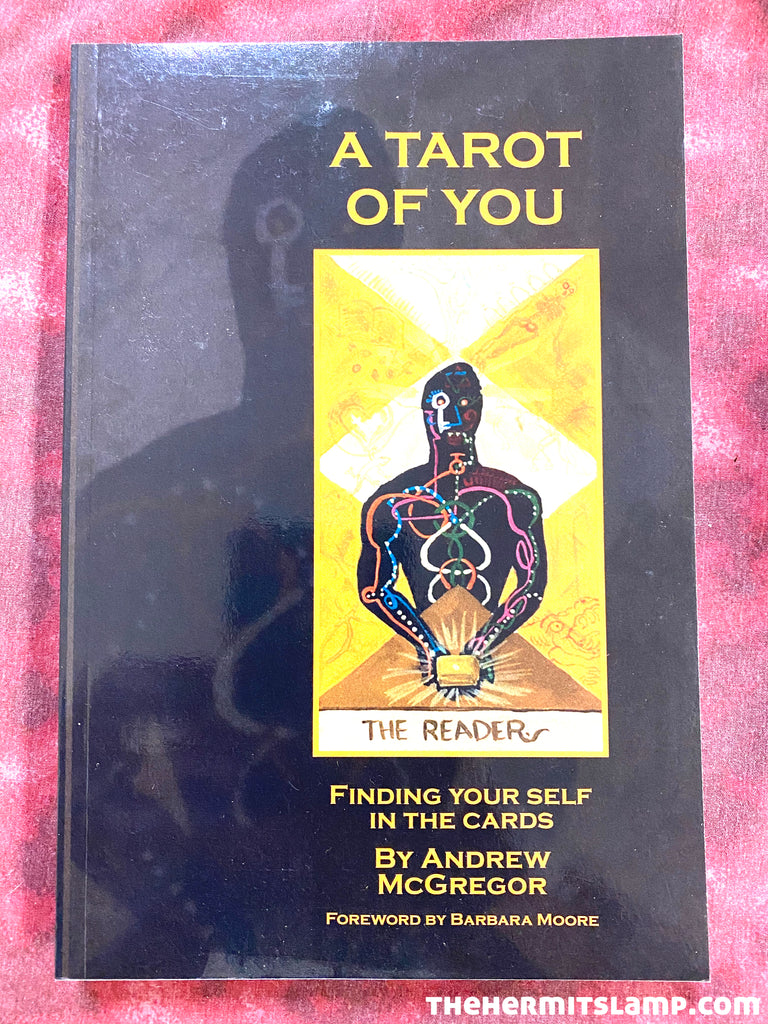 A TAROT
OF YOU
THE READER
FINDING YOUR SELF
IN THE CARDS
BY ANDREW
MCGREGOR
FOREWORD BY BARBARA MOORE
THEHERMITSLAMP.COM